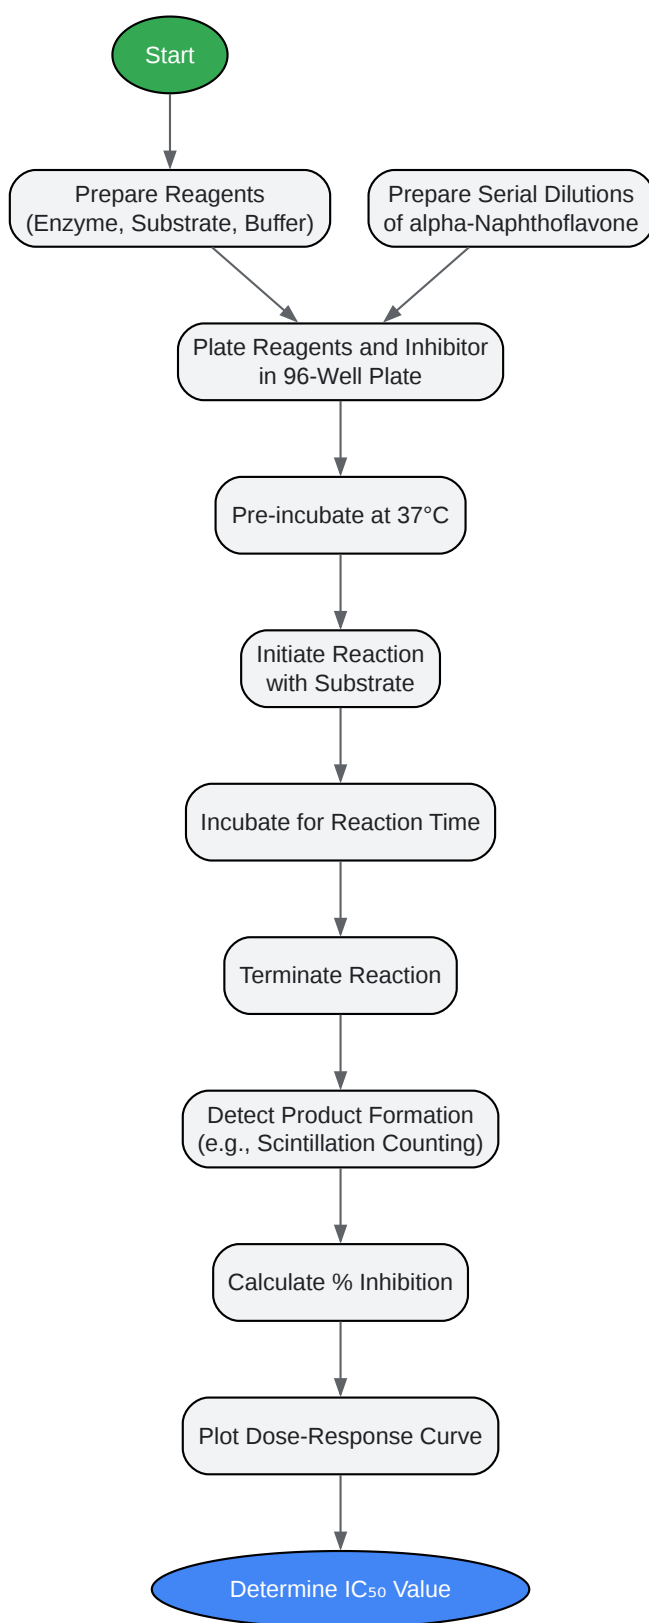 Start
Prepare Reagents
(Enzyme, Substrate, Buffer)
Prepare Serial Dilutions
of alpha-Naphthoflavone
Plate Reagents and Inhibitor
in 96-Well Plate
Pre-incubate at 37°C
Initiate Reaction
with Substrate
Incubate for Reaction Time
Terminate Reaction
Detect Product Formation
(e.g., Scintillation Counting)
Calculate % Inhibition
Plot Dose-Response Curve
Determine IC₅₀ Value